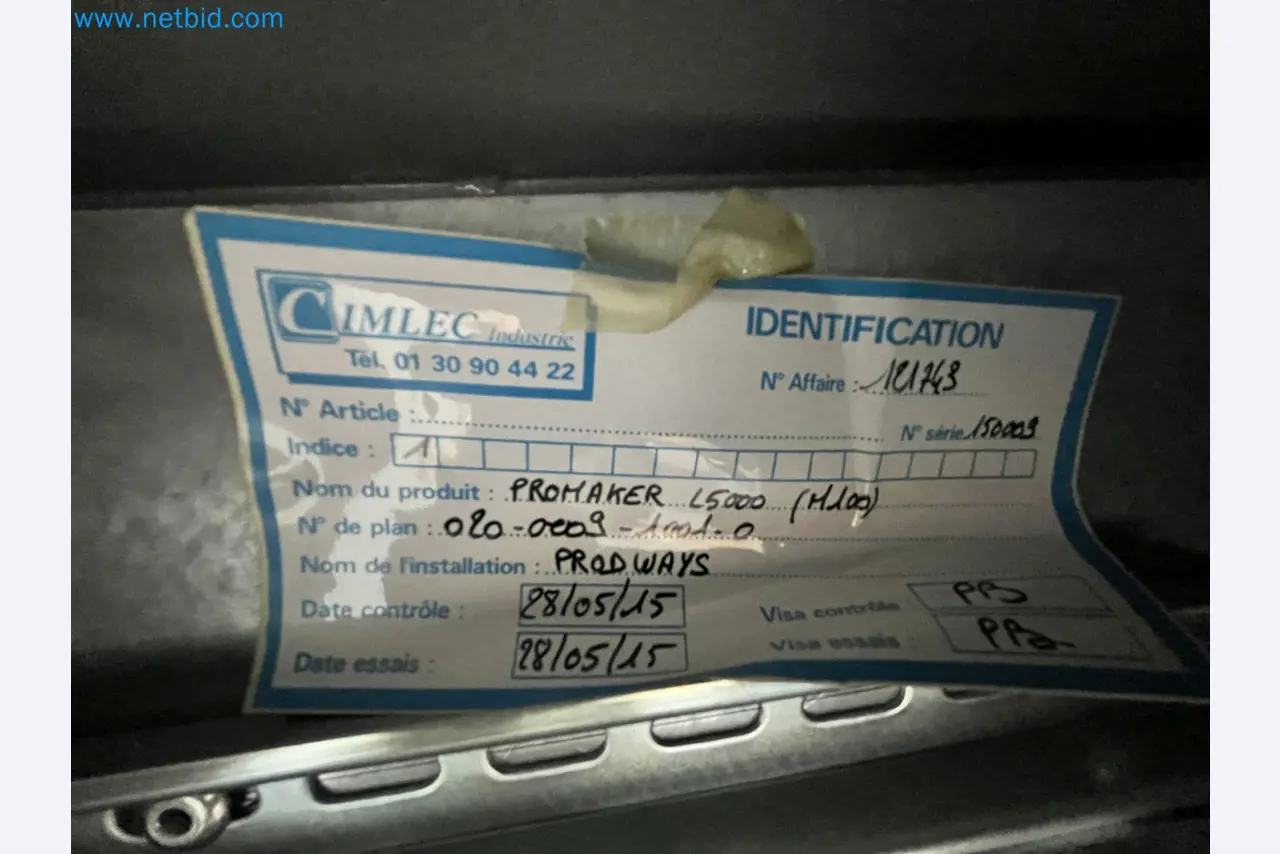 www.netbid.com
CIMLEC Industrie
Tél. 01 30 90 44 22
IDENTIFICATION
N° Affaire : 121743
N° Article :
N° série 150009
Indice : 1
Nom du produit : PROMAKER L5000 (M100)
N° de plan : 020-0009-1001-0
Nom de l'installation : PRODWAYS
Date contrôle : 28/05/15
Visa contrôle
Date essais : 28/05/15
Visa essais :